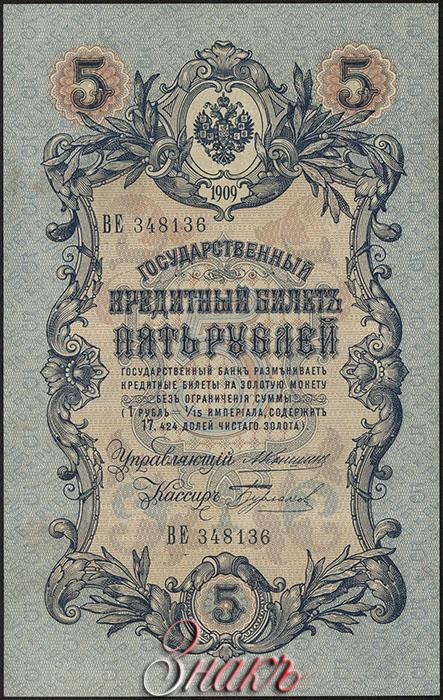 5 5
1909
ВЕ 348136
ГОСУДАРСТВЕННЫЙ
КРЕДИТНЫЙ БИЛЕТЪ
ПЯТЬ РУБЛЕЙ
ГОСУДАРСТВЕННЫЙ БАНКЪ РАЗМѢНИВАЕТЪ
КРЕДИТНЫЕ БИЛЕТЫ НА ЗОЛОТУЮ МОНЕТУ
БЕЗЪ ОГРАНИЧЕНІЯ СУММЫ
(1 РУБЛЬ — 1/15 ИМПЕРІАЛА, СОДЕРЖИТЪ
17,424 ДОЛЕЙ ЧИСТАГО ЗОЛОТА).
Управляющій
Кассиръ
ВЕ 348136
5
Знакъ